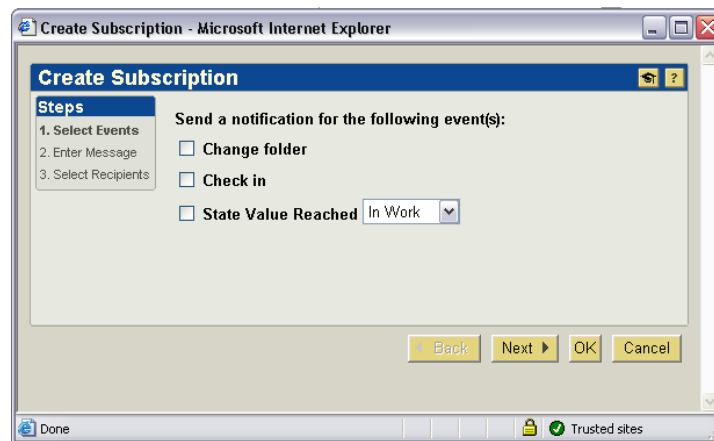 Create Subscription - Microsoft Internet Explorer
Create Subscription
?
Steps
1. Select Events
2. Enter Message
3. Select Recipients
Send a notification for the following event(s):
Change folder
Check in
State Value Reached In Work
Back Next OK Cancel
Done Trusted sites